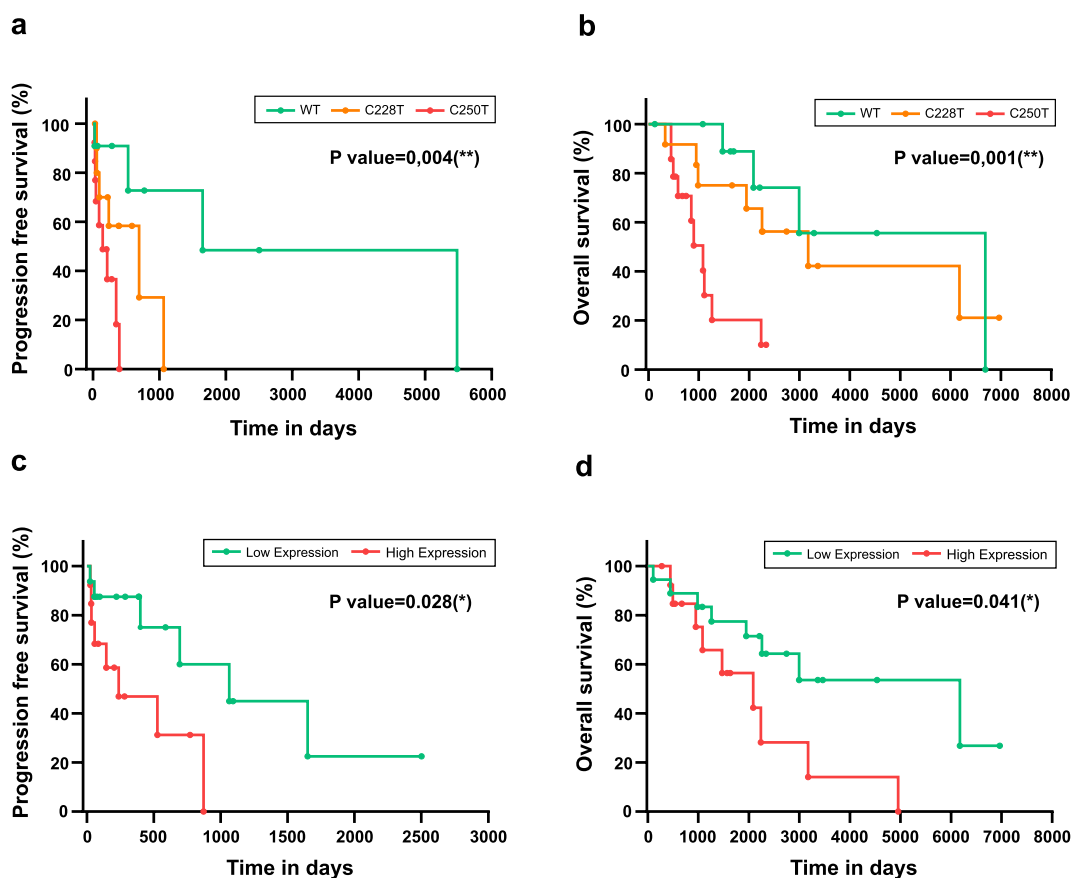 a
Progression free survival (%)
WT C228T C250T
P value=0,004(**)
100
80
60
40
20
0
0 1000 2000 3000 4000 5000 6000
Time in days
b
Overall survival (%)
WT C228T C250T
P value=0,001(**)
100
80
60
40
20
0
0 1000 2000 3000 4000 5000 6000 7000 8000
Time in days
c
Progression free survival (%)
Low Expression High Expression
P value=0.028(*)
100
80
60
40
20
0
0 500 1000 1500 2000 2500 3000
Time in days
d
Overall survival (%)
Low Expression High Expression
P value=0.041(*)
100
80
60
40
20
0
0 1000 2000 3000 4000 5000 6000 7000 8000
Time in days